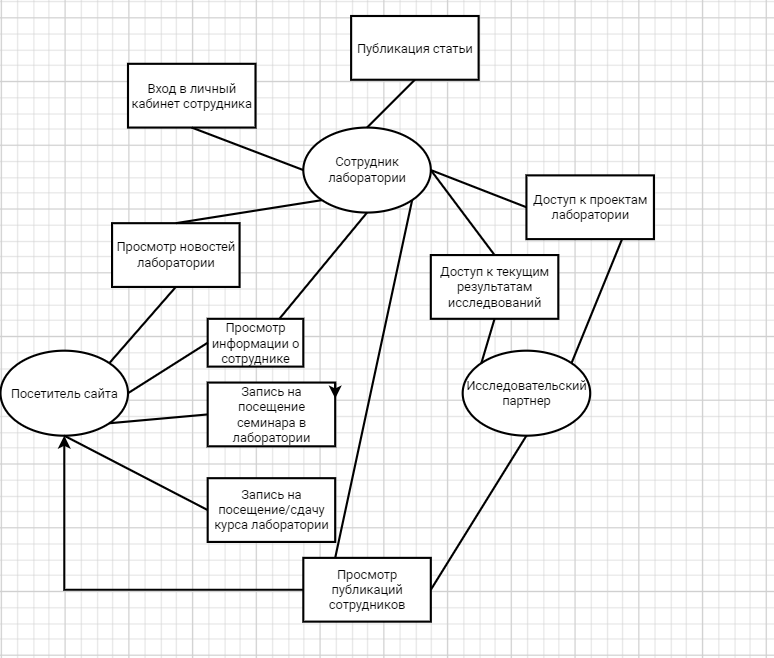 Публикация статьи
Вход в личный
кабинет сотрудника
Сотрудник
лаборатории
Доступ к проектам
лаборатории
Просмотр новостей
лаборатории
Доступ к текущим
результатам
исследвований
Просмотр
информации о
сотруднике
Посетитель сайта
Исследовательский
партнер
Запись на
посещение
семинара в
лаборатории
Запись на
посещение/сдачу
курса лаборатории
Просмотр
публикаций
сотрудников